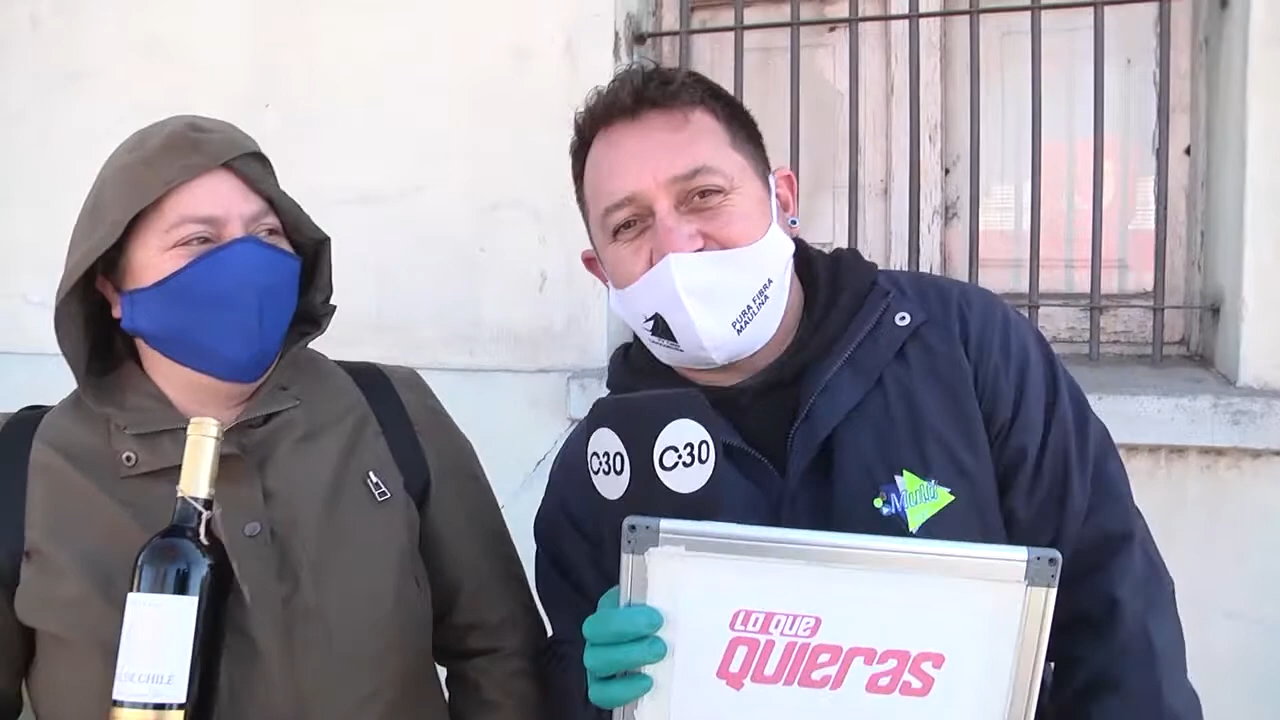 PURA FIBRA
MAULINA
C30
C30
Multi
LO QUE
QUIERAS
DE CHILE